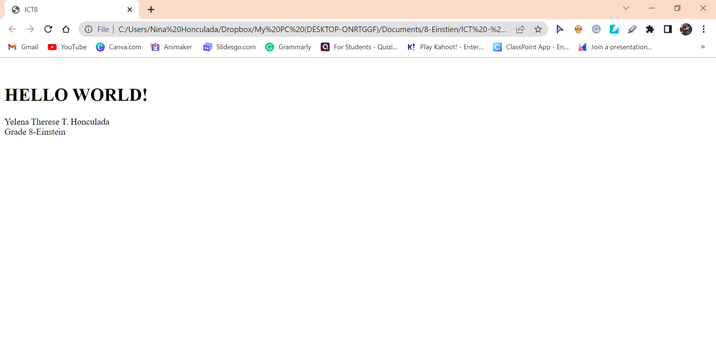 ICT8
File C:/Users/Nina%20Honculada/Dropbox/My%20PC%20(DESKTOP-ONRTGGF)/Documents/8-Einstien/ICT%20-%2...
Gmail YouTube Canva.com Animaker Slidesgo.com Grammarly For Students - Quizi... Play Kahoot! - Enter... ClassPoint App - En... Join a presentation... »
HELLO WORLD!
Yelena Therese T. Honculada
Grade 8-Einstein